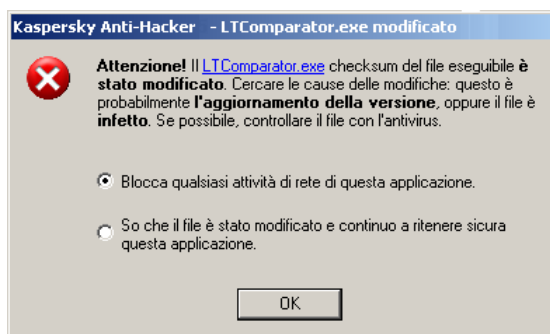 Kaspersky Anti-Hacker - LTComparator.exe modificato
Attenzione! Il LTComparator.exe checksum del file eseguibile è
stato modificato. Cercare le cause delle modifiche: questo è
probabilmente l'aggiornamento della versione, oppure il file è
infetto. Se possibile, controllare il file con l'antivirus.
Blocca qualsiasi attività di rete di questa applicazione.
So che il file è stato modificato e continuo a ritenere sicura
questa applicazione.
OK